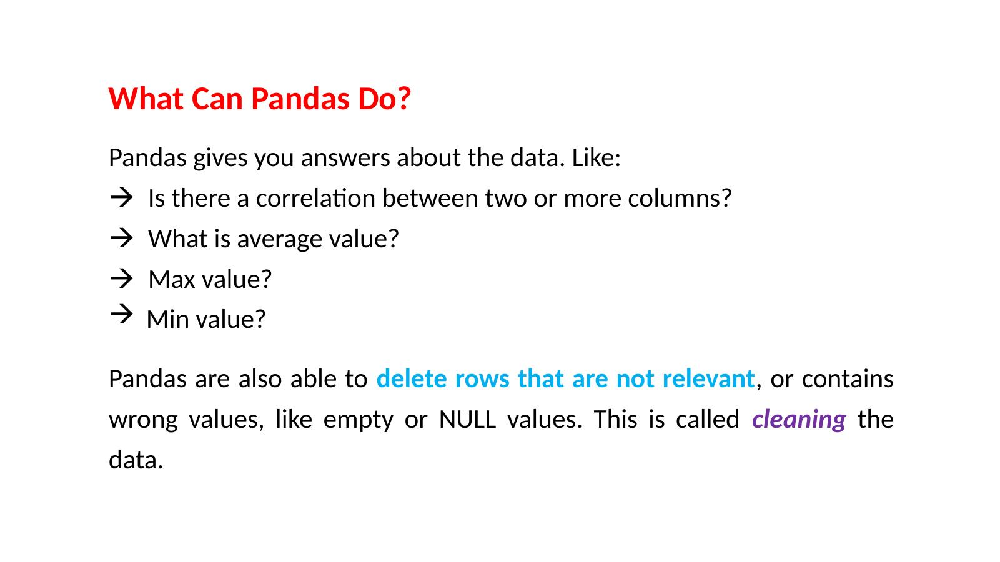 What Can Pandas Do?
Pandas gives you answers about the data. Like:
→ Is there a correlation between two or more columns?
→ What is average value?
→ Max value?
→ Min value?
Pandas are also able to delete rows that are not relevant, or contains
wrong values, like empty or NULL values. This is called cleaning the
data.